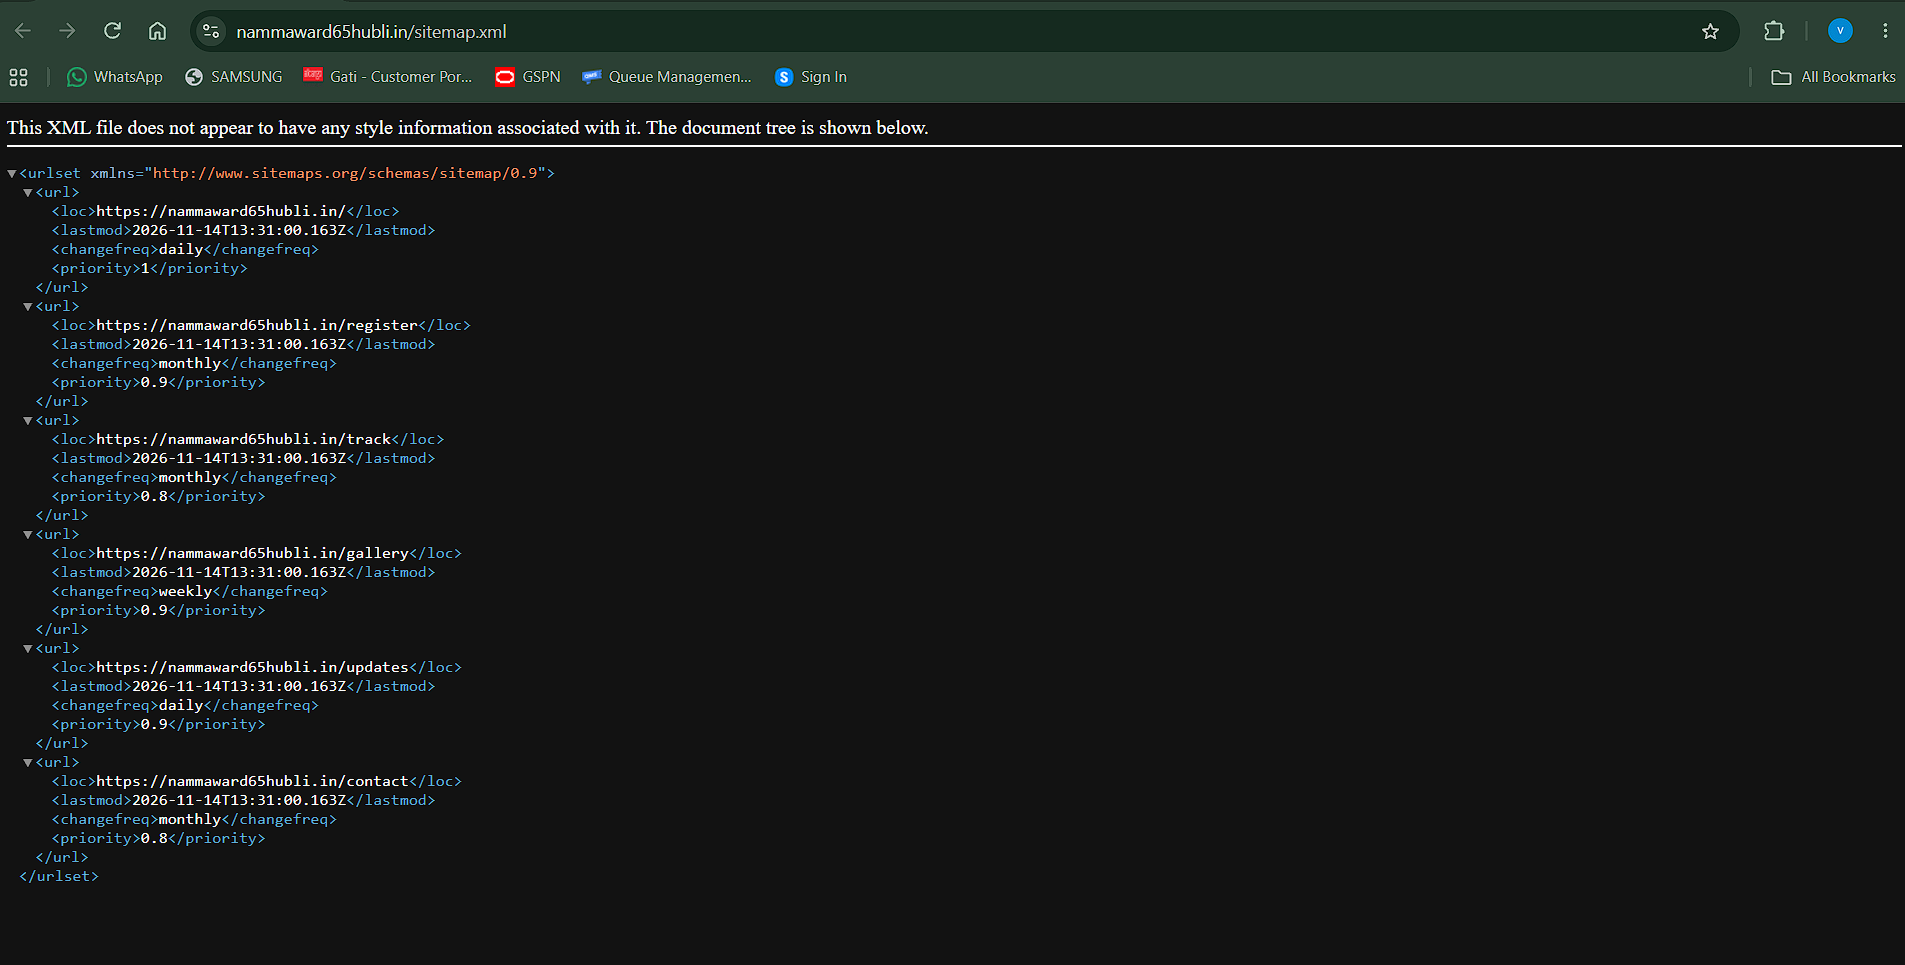 nammaward65hubli.in/sitemap.xml
V
WhatsApp SAMSUNG Gati - Customer Por... GSPN Queue Managemen... Sign In All Bookmarks
This XML file does not appear to have any style information associated with it. The document tree is shown below.
<urlset xmlns="http://www.sitemaps.org/schemas/sitemap/0.9">
<url>
<loc>https://nammaward65hubli.in/</loc>
<lastmod>2026-11-14T13:31:00.163Z</lastmod>
<changefreq>daily</changefreq>
<priority>1</priority>
</url>
<url>
<loc>https://nammaward65hubli.in/register</loc>
<lastmod>2026-11-14T13:31:00.163Z</lastmod>
<changefreq>monthly</changefreq>
<priority>0.9</priority>
</url>
<url>
<loc>https://nammaward65hubli.in/track</loc>
<lastmod>2026-11-14T13:31:00.163Z</lastmod>
<changefreq>monthly</changefreq>
<priority>0.8</priority>
</url>
<url>
<loc>https://nammaward65hubli.in/gallery</loc>
<lastmod>2026-11-14T13:31:00.163Z</lastmod>
<changefreq>weekly</changefreq>
<priority>0.9</priority>
</url>
<url>
<loc>https://nammaward65hubli.in/updates</loc>
<lastmod>2026-11-14T13:31:00.163Z</lastmod>
<changefreq>daily</changefreq>
<priority>0.9</priority>
</url>
<url>
<loc>https://nammaward65hubli.in/contact</loc>
<lastmod>2026-11-14T13:31:00.163Z</lastmod>
<changefreq>monthly</changefreq>
<priority>0.8</priority>
</url>
</urlset>